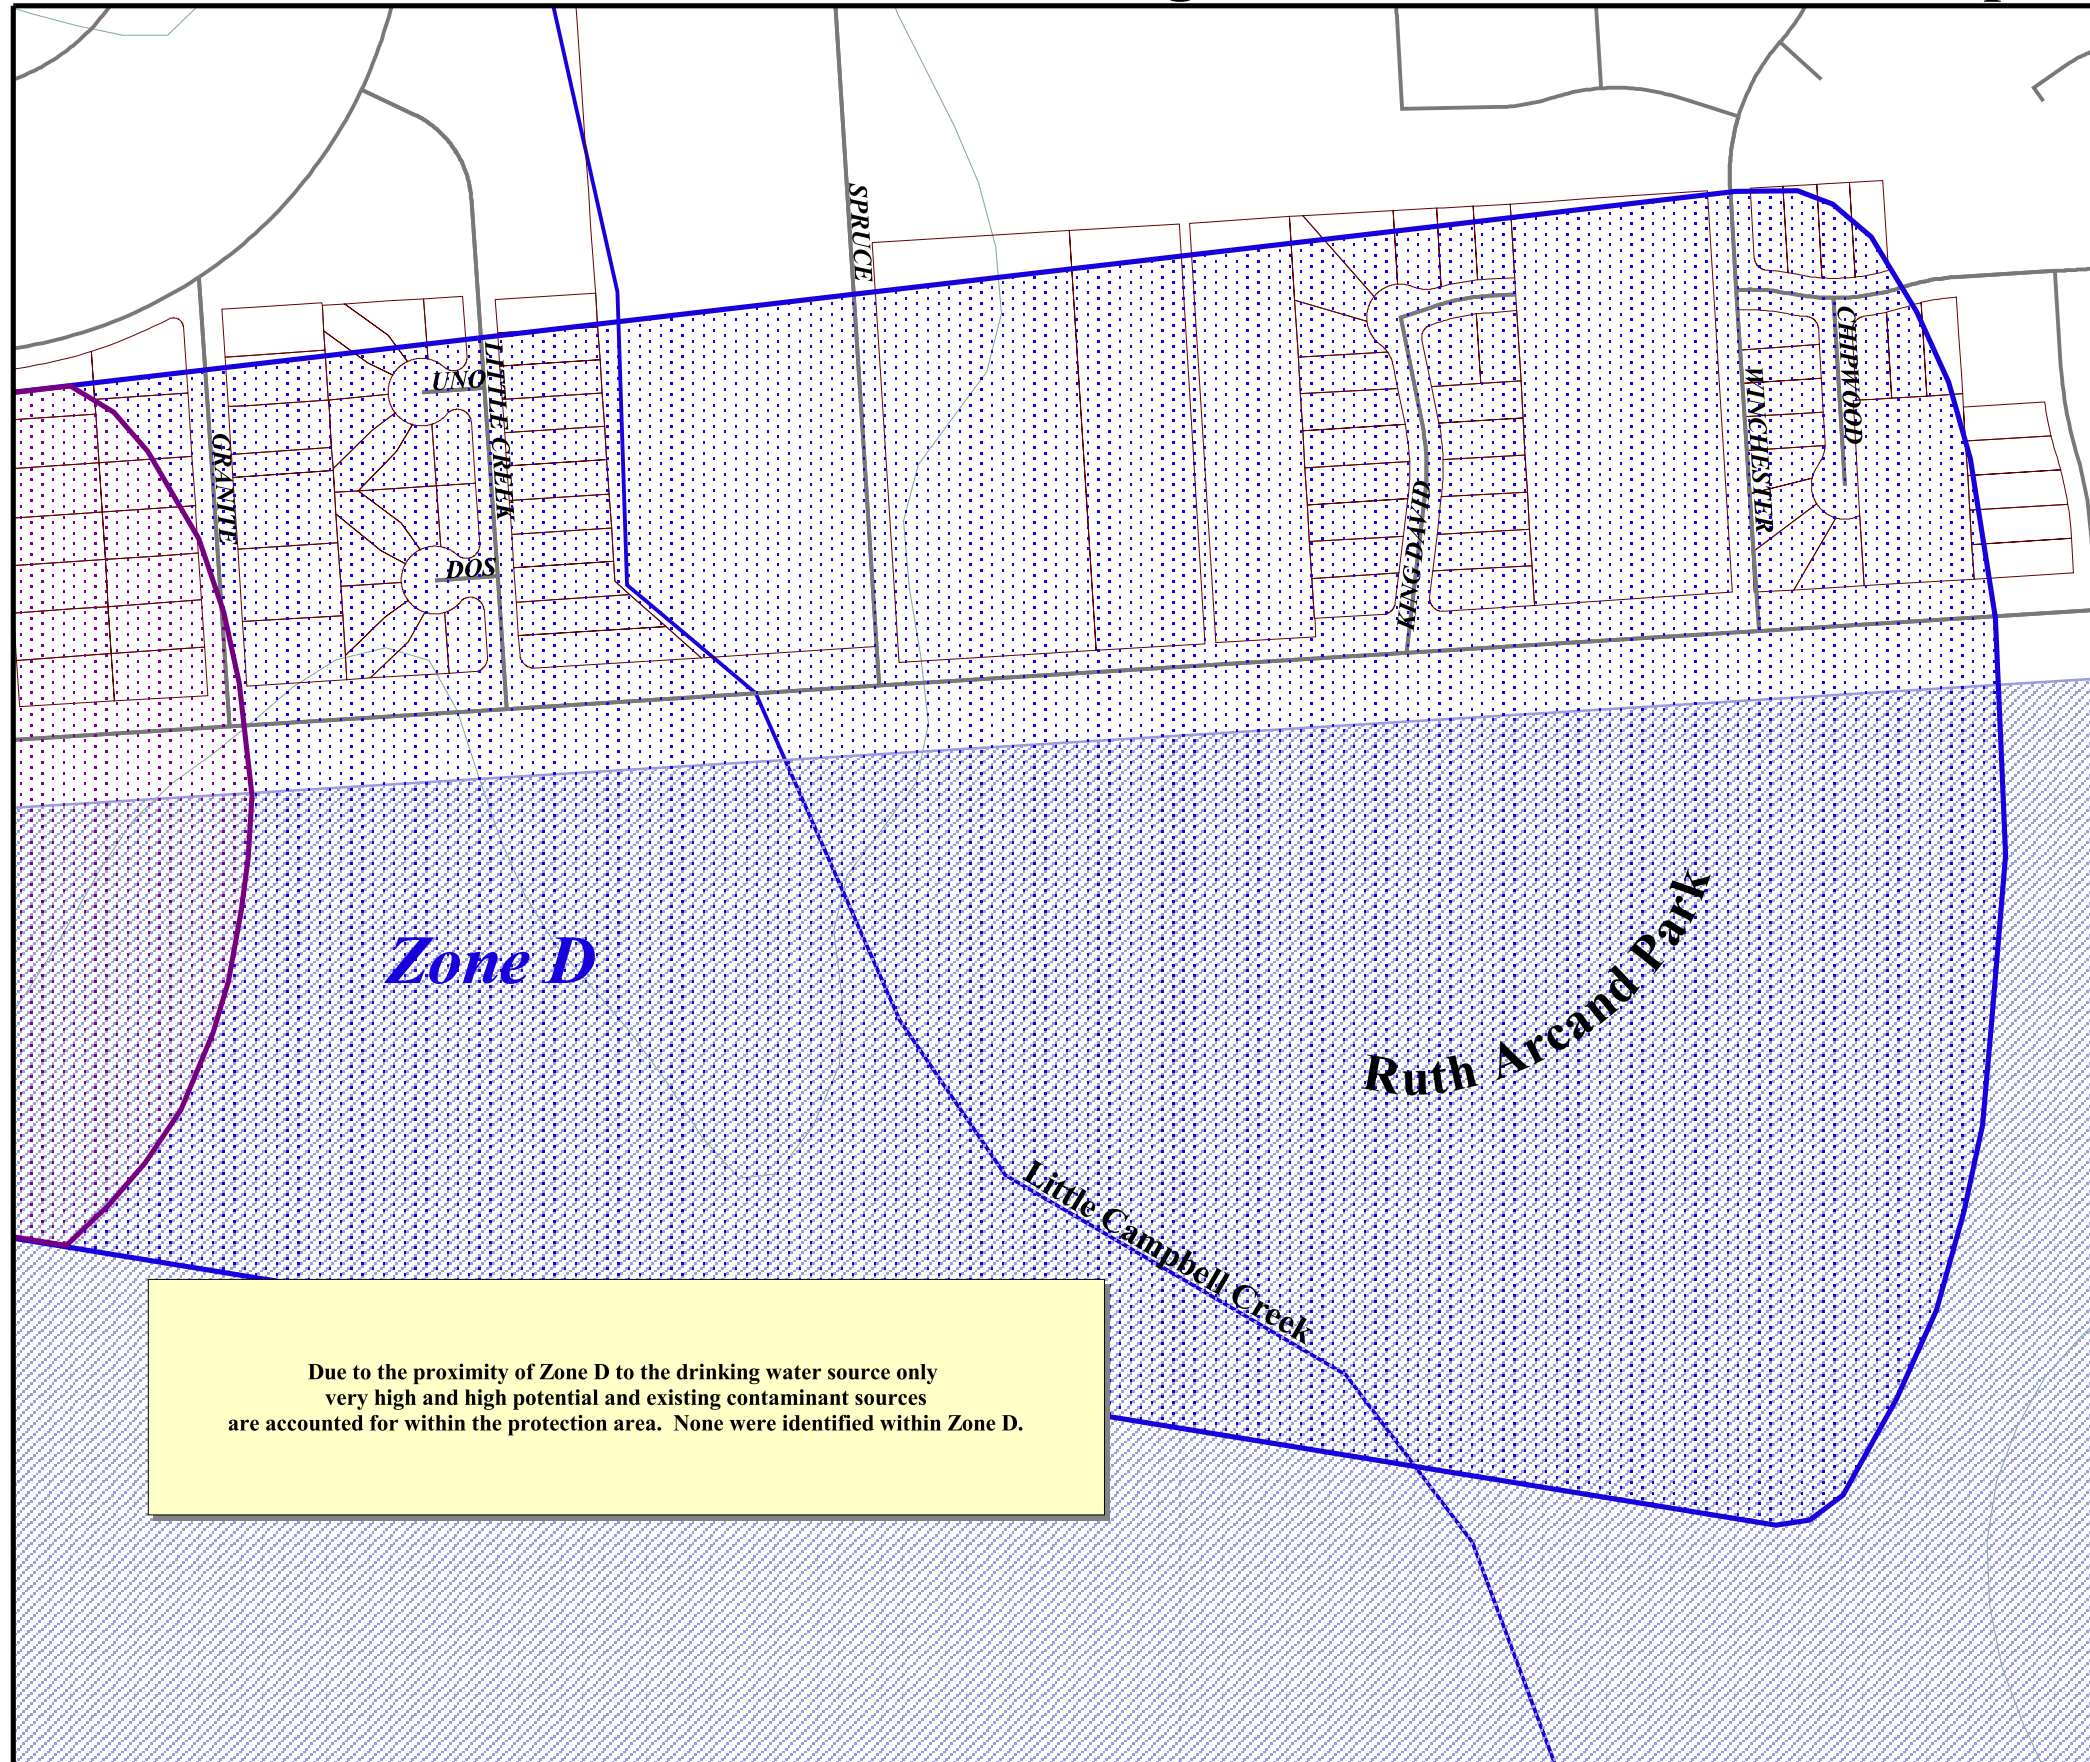 SPRUCE
UNO
LITTLE CREEK
GRANITE
DOS
KING DAVID
CHIPWOOD
WINCHESTER
Zone D
Ruth Arcand Park
Little Campbell Creek
Due to the proximity of Zone D to the drinking water source only
very high and high potential and existing contaminant sources
are accounted for within the protection area.  None were identified within Zone D.